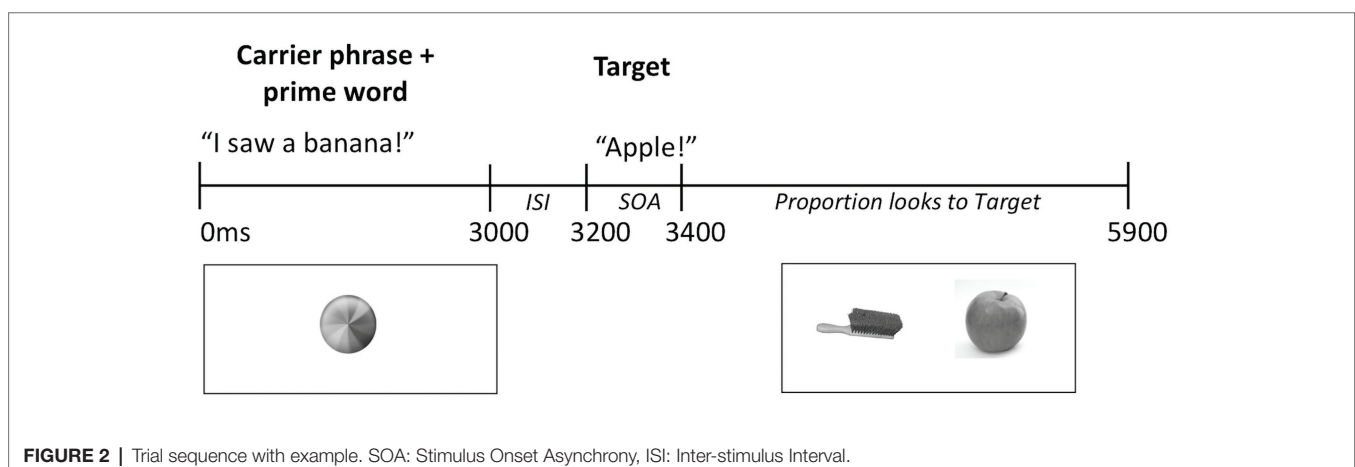 Carrier phrase +
prime word
Target
“I saw a banana!”
“Apple!”
ISI
SOA
Proportion looks to Target
0ms
3000
3200
3400
5900
FIGURE 2 | Trial sequence with example. SOA: Stimulus Onset Asynchrony, ISI: Inter-stimulus Interval.